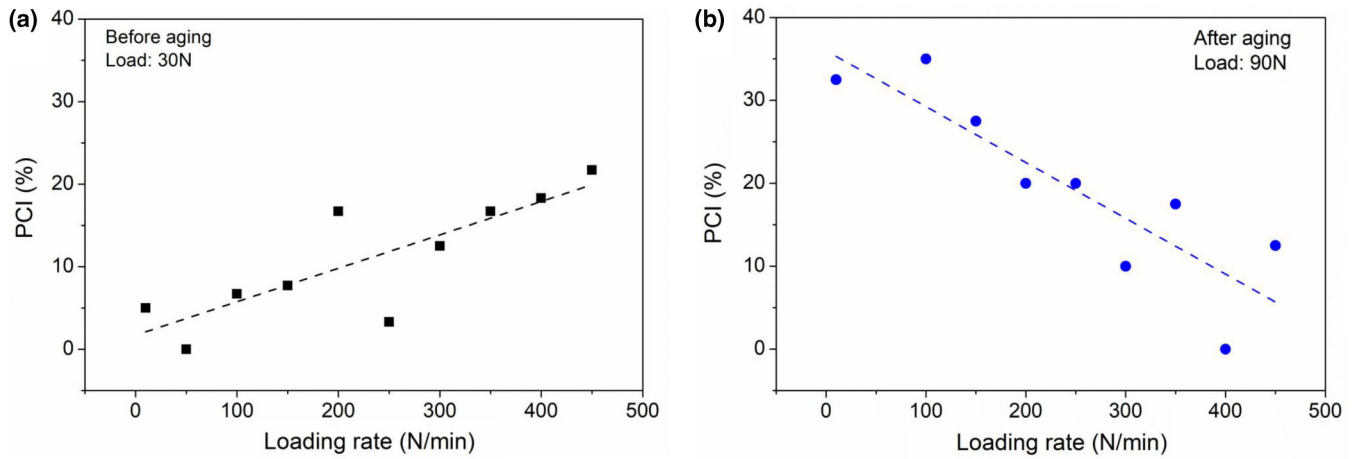 (a)
Before aging
Load: 30N
PCI (%)
40
30
20
10
0
0 100 200 300 400 500
Loading rate (N/min)
(b)
After aging
Load: 90N
PCI (%)
40
30
20
10
0
0 100 200 300 400 500
Loading rate (N/min)